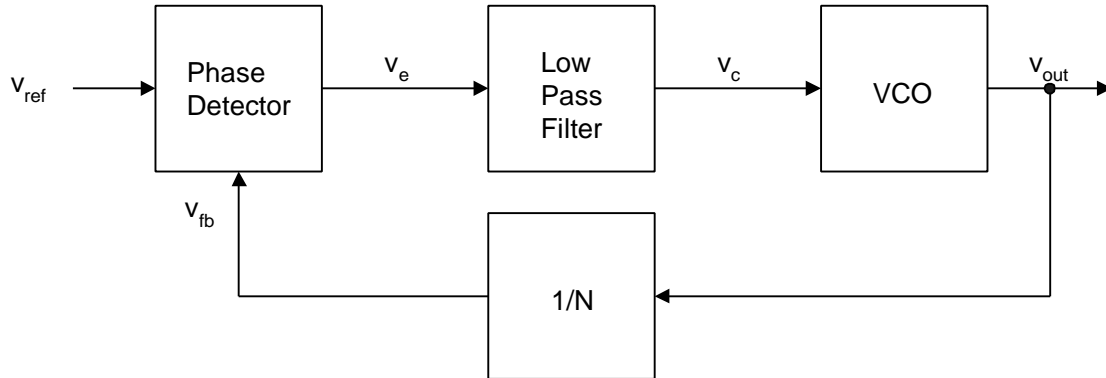 v_ref
Phase
Detector
v_e
Low
Pass
Filter
v_c
VCO
v_out
v_fb
1/N